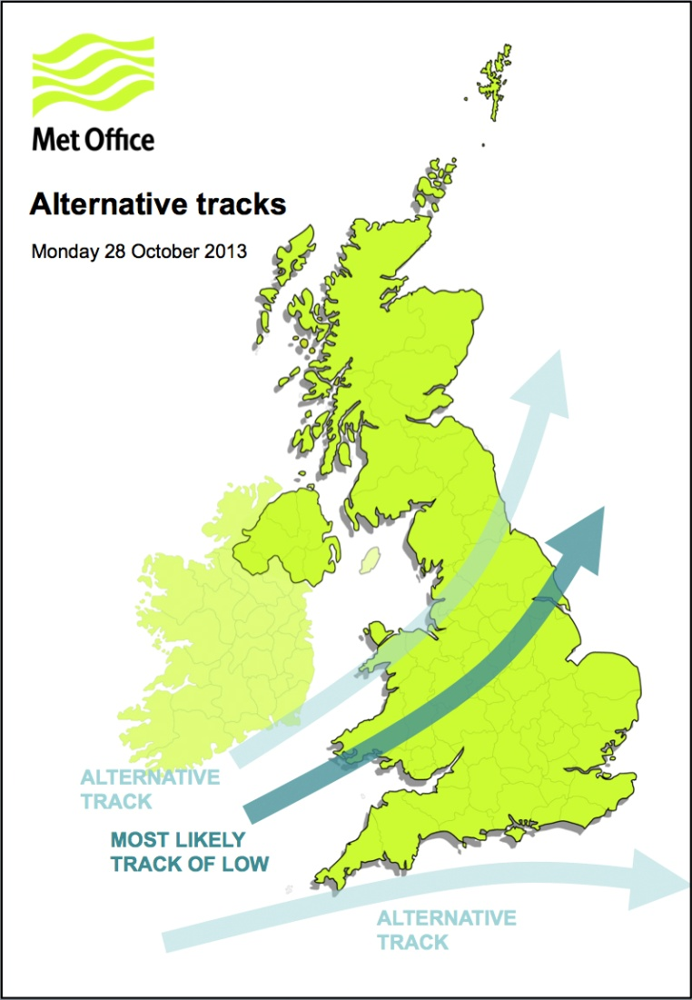 Met Office
Alternative tracks
Monday 28 October 2013
ALTERNATIVE
TRACK
MOST LIKELY
TRACK OF LOW
ALTERNATIVE
TRACK